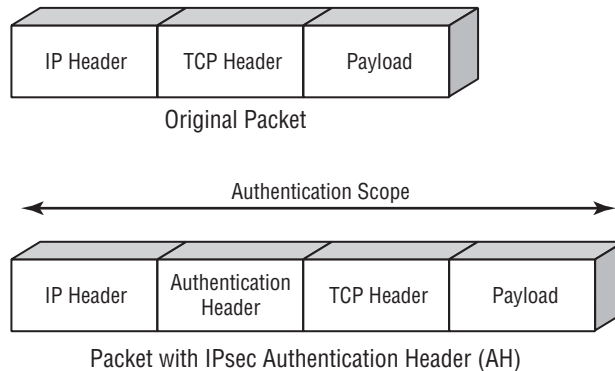 IP Header TCP Header Payload
Original Packet
Authentication Scope
IP Header Authentication Header TCP Header Payload
Packet with IPsec Authentication Header (AH)